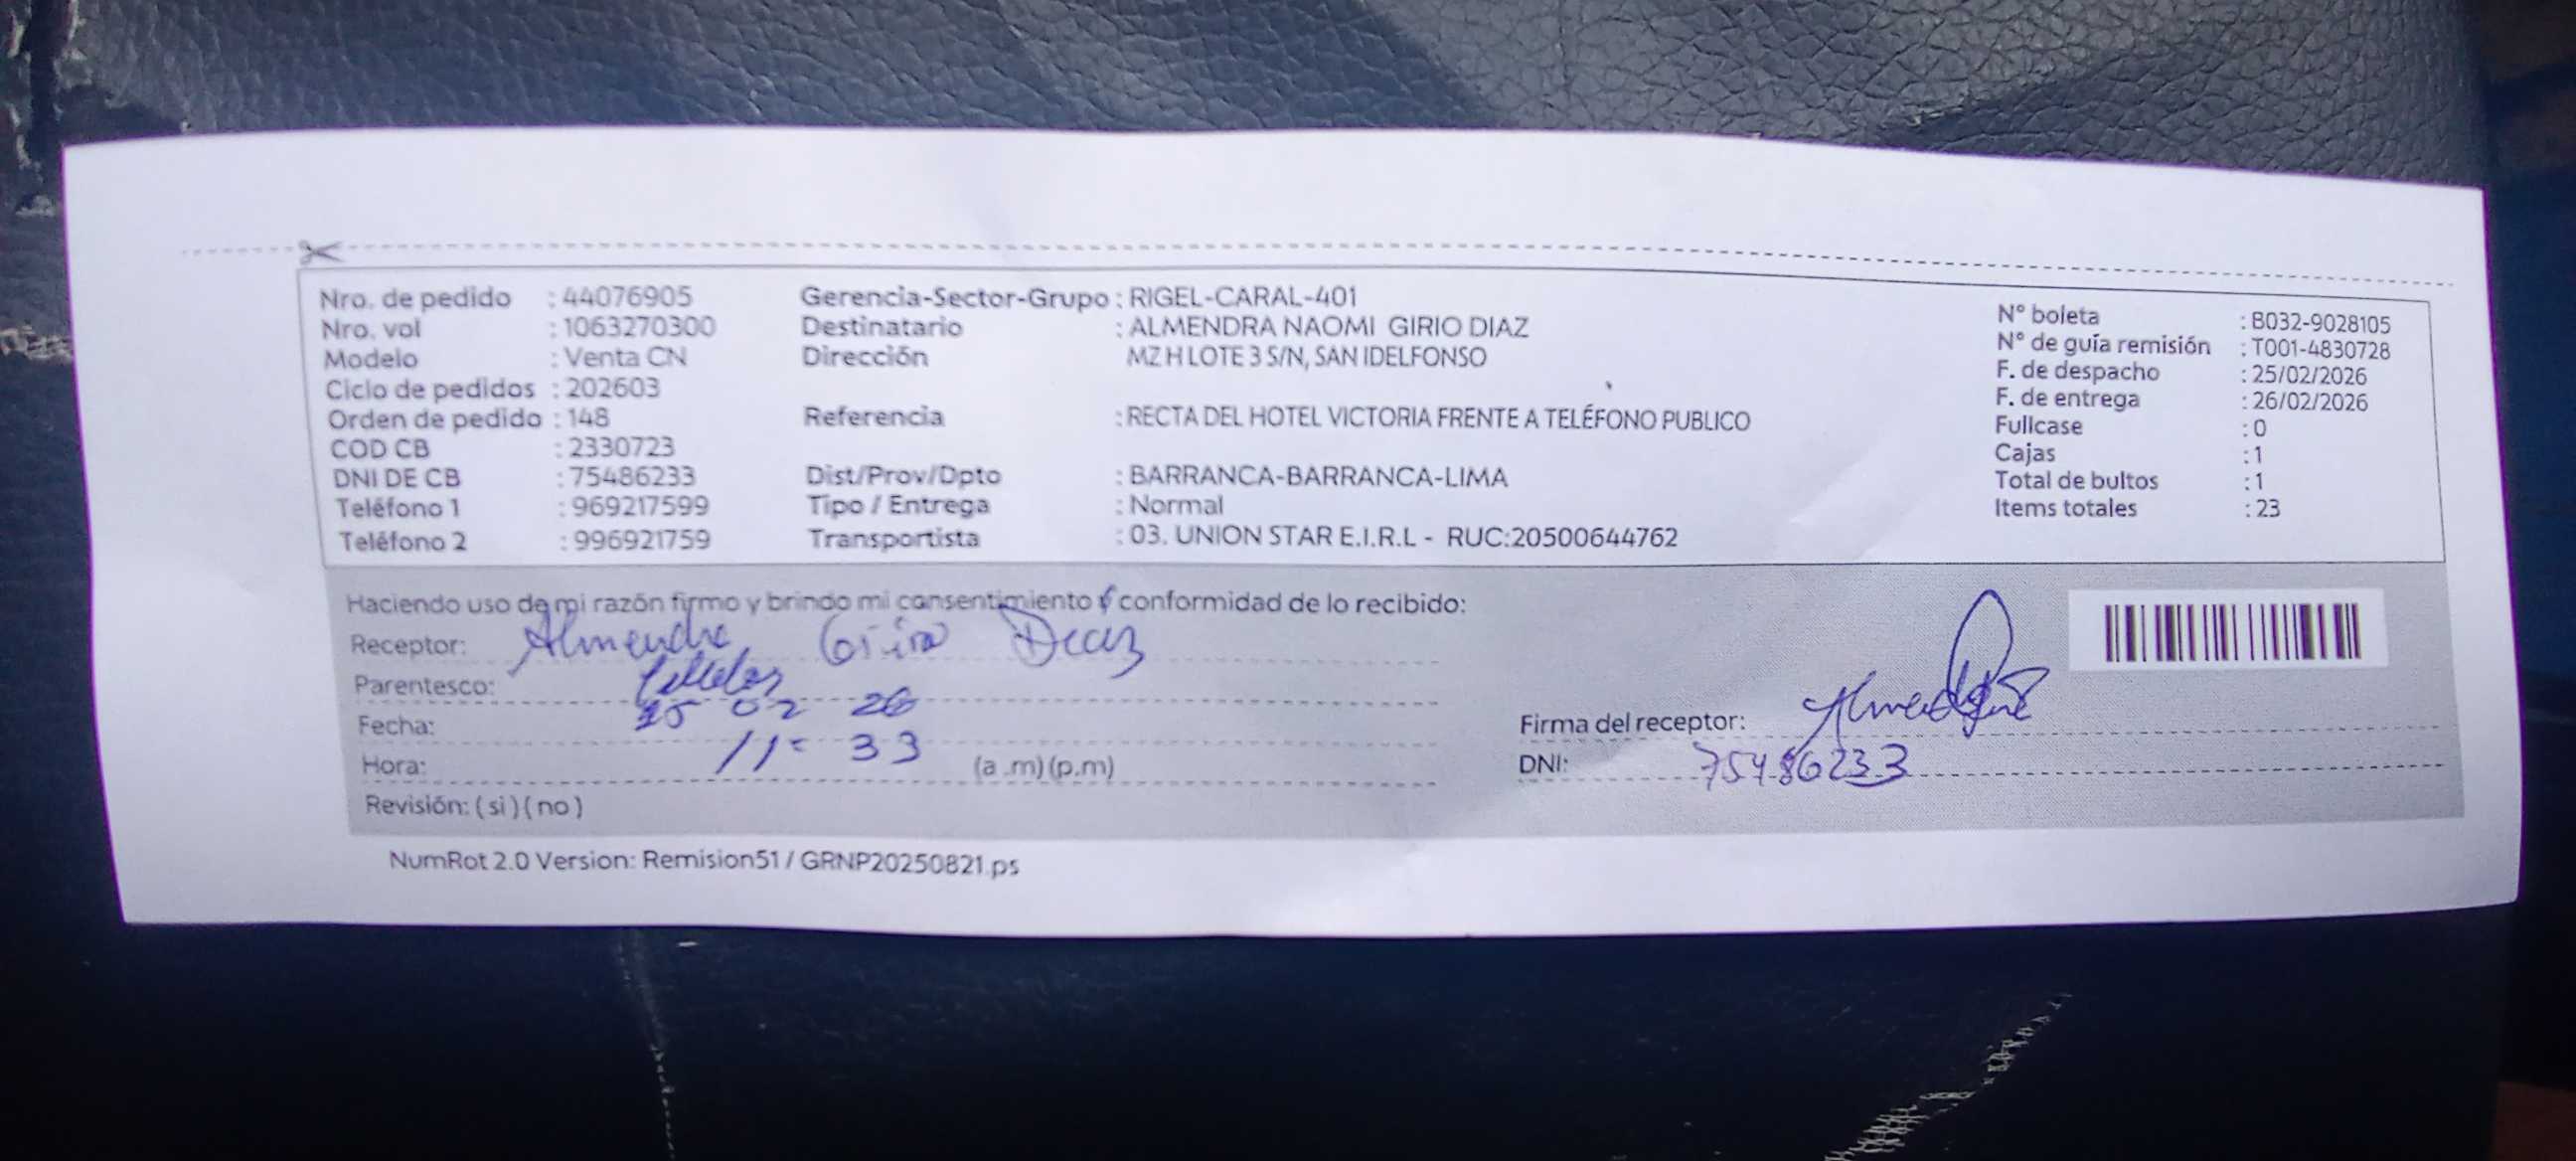 Nro. de pedido : 44076905
Nro. vol : 1063270300
Modelo : Venta CN
Ciclo de pedidos : 202603
Orden de pedido : 148
COD CB : 2330723
DNI DE CB : 75486233
Teléfono 1 : 969217599
Teléfono 2 : 996921759
Gerencia-Sector-Grupo : RIGEL-CARAL-401
Destinatario : ALMENDRA NAOMI GIRIO DIAZ
Dirección MZ H LOTE 3 S/N, SAN IDELFONSO
Referencia : RECTA DEL HOTEL VICTORIA FRENTE A TELÉFONO PUBLICO
Dist/Prov/Dpto : BARRANCA-BARRANCA-LIMA
Tipo / Entrega : Normal
Transportista : 03. UNION STAR E.I.R.L - RUC:20500644762
N° boleta : B032-9028105
N° de guía remisión : T001-4830728
F. de despacho : 25/02/2026
F. de entrega : 26/02/2026
Fullcase : 0
Cajas : 1
Total de bultos : 1
Items totales : 23
Haciendo uso de mi razón firmo y brindo mi consentimiento y conformidad de lo recibido:
Receptor: Almendra Girio Diaz
Parentesco:
Fecha: 25 02 26
Hora: 11 33 (a .m) (p.m)
Revisión: ( si ) ( no )
Firma del receptor:
DNI: 75486233
NumRot 2.0 Version: Remision51 / GRNP20250821.ps